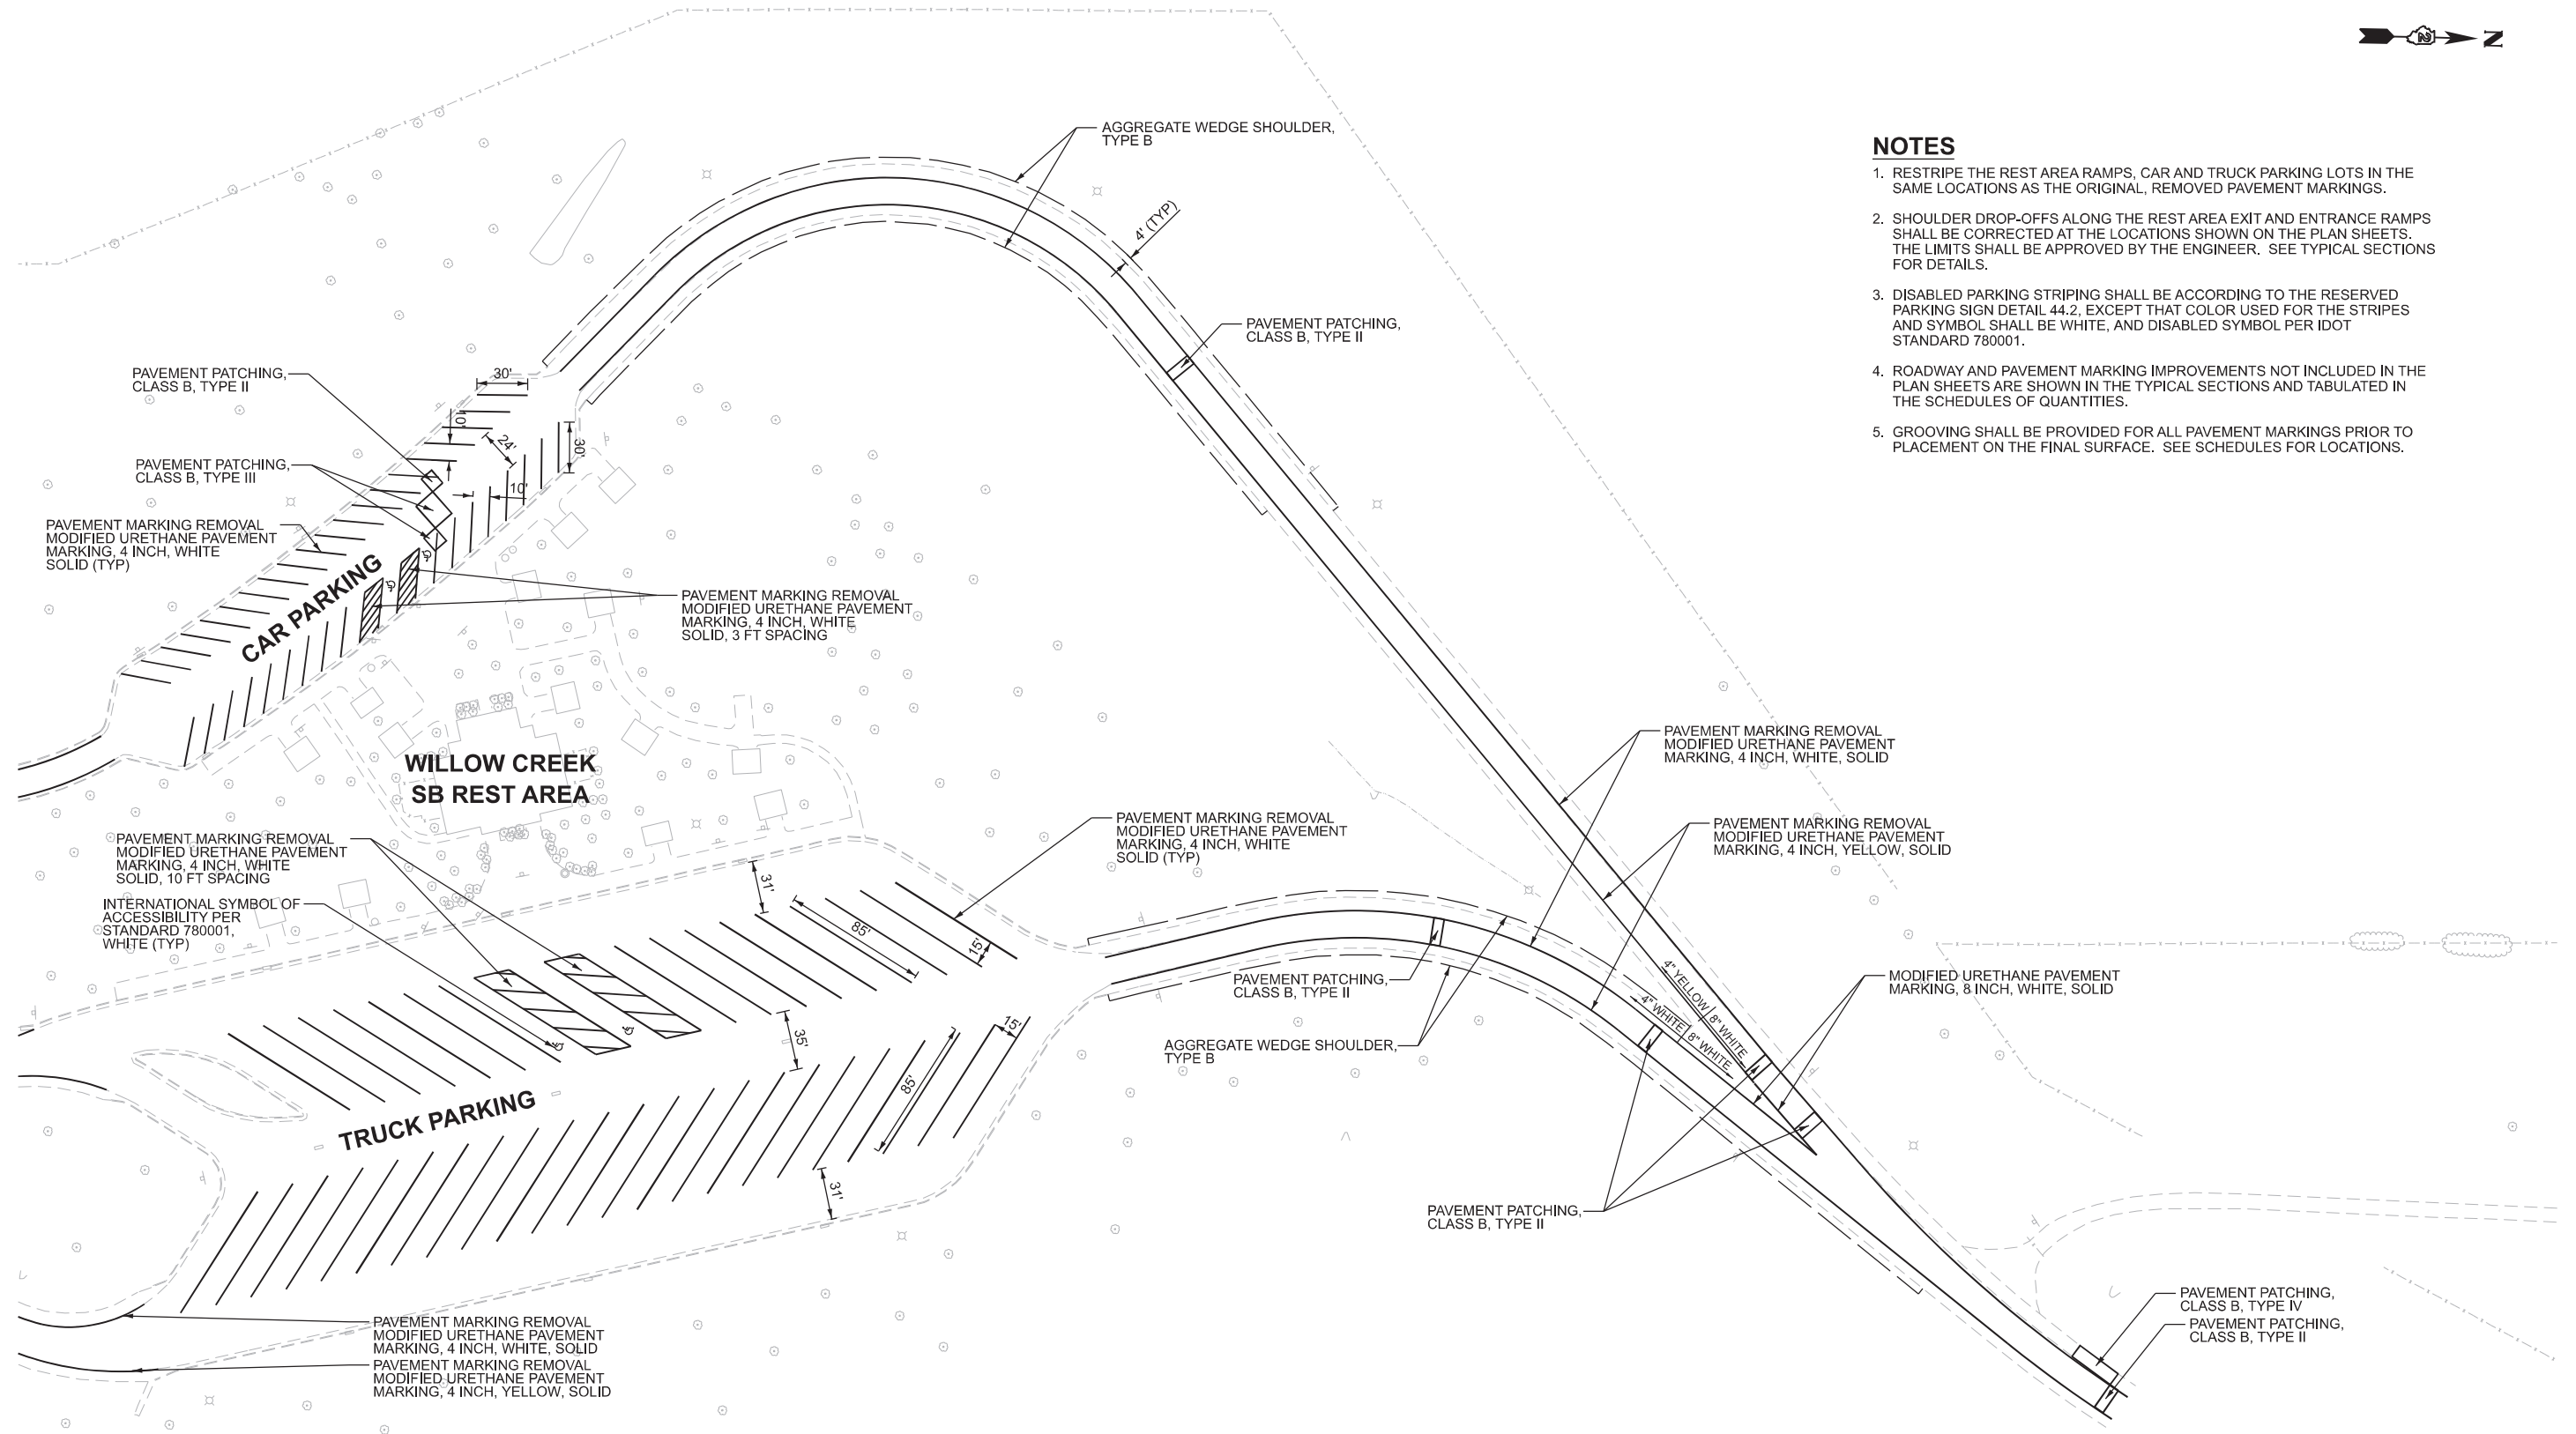 N
NOTES
1. RESTRIPE THE REST AREA RAMPS, CAR AND TRUCK PARKING LOTS IN THE
SAME LOCATIONS AS THE ORIGINAL, REMOVED PAVEMENT MARKINGS.
2. SHOULDER DROP-OFFS ALONG THE REST AREA EXIT AND ENTRANCE RAMPS
SHALL BE CORRECTED AT THE LOCATIONS SHOWN ON THE PLAN SHEETS.
THE LIMITS SHALL BE APPROVED BY THE ENGINEER. SEE TYPICAL SECTIONS
FOR DETAILS.
3. DISABLED PARKING STRIPING SHALL BE ACCORDING TO THE RESERVED
PARKING SIGN DETAIL 44.2, EXCEPT THAT COLOR USED FOR THE STRIPES
AND SYMBOL SHALL BE WHITE, AND DISABLED SYMBOL PER IDOT
STANDARD 780001.
4. ROADWAY AND PAVEMENT MARKING IMPROVEMENTS NOT INCLUDED IN THE
PLAN SHEETS ARE SHOWN IN THE TYPICAL SECTIONS AND TABULATED IN
THE SCHEDULES OF QUANTITIES.
5. GROOVING SHALL BE PROVIDED FOR ALL PAVEMENT MARKINGS PRIOR TO
PLACEMENT ON THE FINAL SURFACE. SEE SCHEDULES FOR LOCATIONS.
AGGREGATE WEDGE SHOULDER,
TYPE B
4' (TYP)
PAVEMENT PATCHING,
CLASS B, TYPE II
PAVEMENT PATCHING,
CLASS B, TYPE II
30'
10'
24'
30'
10'
PAVEMENT PATCHING,
CLASS B, TYPE III
PAVEMENT MARKING REMOVAL
MODIFIED URETHANE PAVEMENT
MARKING, 4 INCH, WHITE
SOLID (TYP)
CAR PARKING
PAVEMENT MARKING REMOVAL
MODIFIED URETHANE PAVEMENT
MARKING, 4 INCH, WHITE
SOLID, 3 FT SPACING
WILLOW CREEK
SB REST AREA
PAVEMENT MARKING REMOVAL
MODIFIED URETHANE PAVEMENT
MARKING, 4 INCH, WHITE, SOLID
PAVEMENT MARKING REMOVAL
MODIFIED URETHANE PAVEMENT
MARKING, 4 INCH, YELLOW, SOLID
PAVEMENT MARKING REMOVAL
MODIFIED URETHANE PAVEMENT
MARKING, 4 INCH, WHITE
SOLID (TYP)
PAVEMENT MARKING REMOVAL
MODIFIED URETHANE PAVEMENT
MARKING, 4 INCH, WHITE
SOLID, 10 FT SPACING
INTERNATIONAL SYMBOL OF
ACCESSIBILITY PER
STANDARD 780001,
WHITE (TYP)
31'
85'
15'
35'
15'
85'
31'
TRUCK PARKING
PAVEMENT PATCHING,
CLASS B, TYPE II
AGGREGATE WEDGE SHOULDER,
TYPE B
4" YELLOW
8" WHITE
4" WHITE
8" WHITE
MODIFIED URETHANE PAVEMENT
MARKING, 8 INCH, WHITE, SOLID
PAVEMENT PATCHING,
CLASS B, TYPE II
PAVEMENT PATCHING,
CLASS B, TYPE IV
PAVEMENT PATCHING,
CLASS B, TYPE II
PAVEMENT MARKING REMOVAL
MODIFIED URETHANE PAVEMENT
MARKING, 4 INCH, WHITE, SOLID
PAVEMENT MARKING REMOVAL
MODIFIED URETHANE PAVEMENT
MARKING, 4 INCH, YELLOW, SOLID